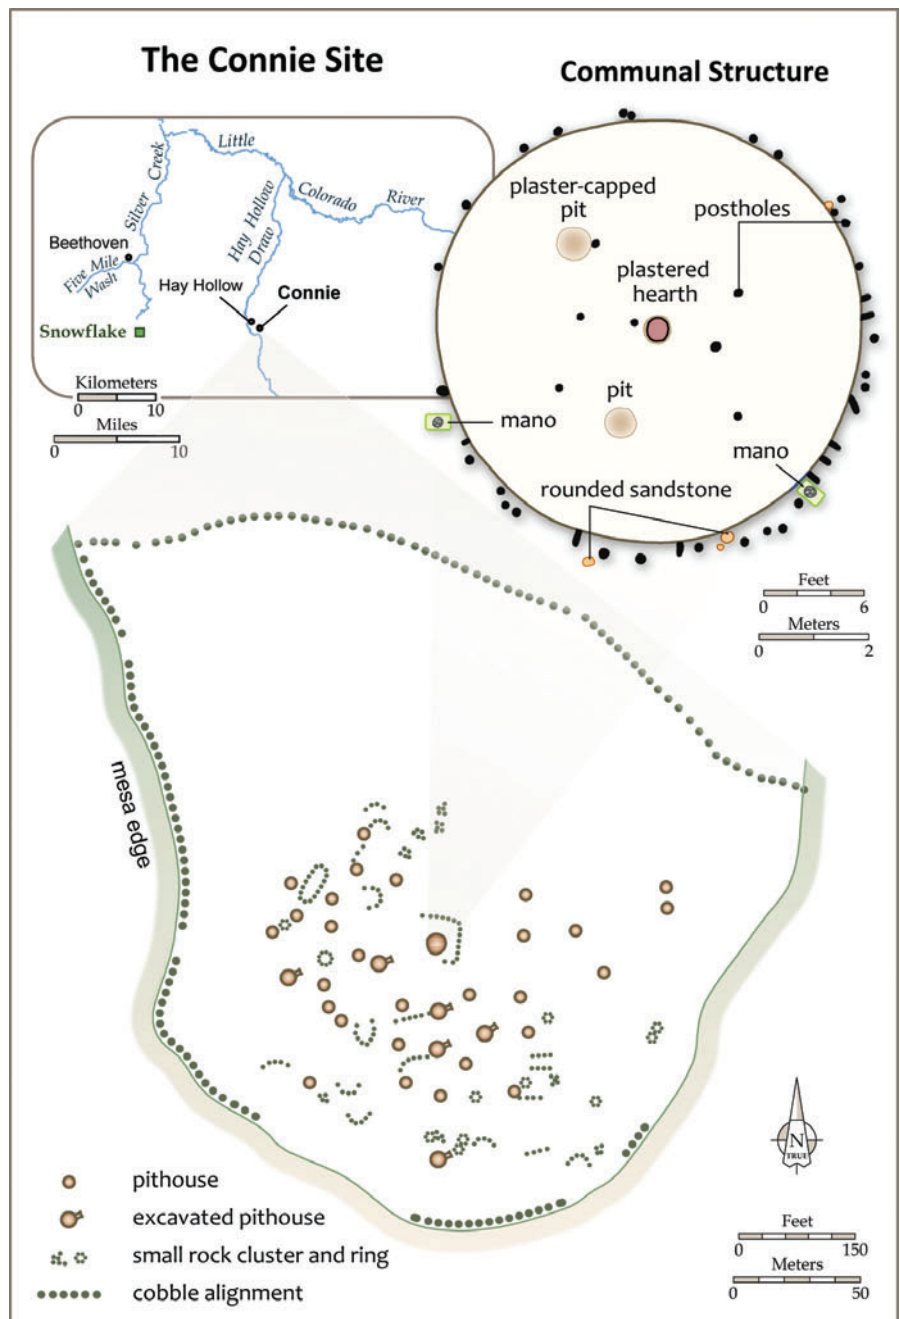 The Connie Site
Communal Structure
Little
Colorado
River
Silver Creek
Hay Hollow
Draw
Beethoven
Five Mile
Wash
Hay Hollow
Connie
Snowflake
Kilometers
0 10
Miles
0 10
plaster-capped
pit
postholes
plastered
hearth
pit
mano
mano
rounded sandstone
Feet
0 6
Meters
0 2
mesa edge
N
TRUE
pithouse
excavated pithouse
small rock cluster and ring
cobble alignment
Feet
0 150
Meters
0 50